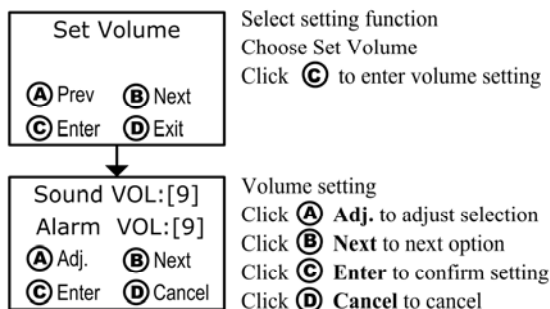 Set Volume
Ⓐ Prev Ⓑ Next
Ⓒ Enter Ⓓ Exit
Select setting function
Choose Set Volume
Click Ⓒ to enter volume setting
Sound VOL:[9]
Alarm VOL:[9]
Ⓐ Adj. Ⓑ Next
Ⓒ Enter Ⓓ Cancel
Volume setting
Click Ⓐ Adj. to adjust selection
Click Ⓑ Next to next option
Click Ⓒ Enter to confirm setting
Click Ⓓ Cancel to cancel